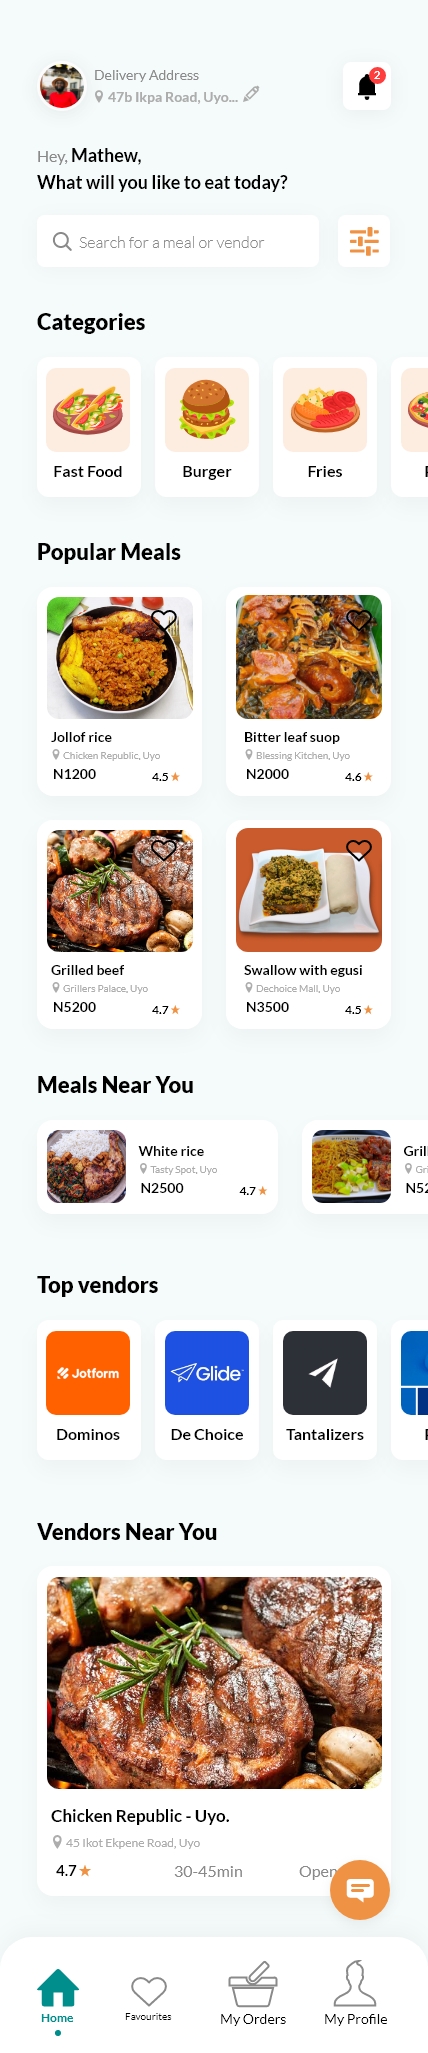 Delivery Address
47b Ikpa Road, Uyo...
2
Hey, Mathew,
What will you like to eat today?
Search for a meal or vendor
Categories
Fast Food
Burger
Fries
Popular Meals
Jollof rice
Chicken Republic, Uyo
N1200
4.5
Bitter leaf suop
Blessing Kitchen, Uyo
N2000
4.6
Grilled beef
Grillers Palace, Uyo
N5200
4.7
Swallow with egusi
Dechoice Mall, Uyo
N3500
4.5
Meals Near You
White rice
Tasty Spot, Uyo
N2500
4.7
Gril
Gri
N52
Top vendors
Jotform
Dominos
Glide
De Choice
Tantalizers
Vendors Near You
Chicken Republic - Uyo.
45 Ikot Ekpene Road, Uyo
4.7
30-45min
Open
Home
Favourites
My Orders
My Profile